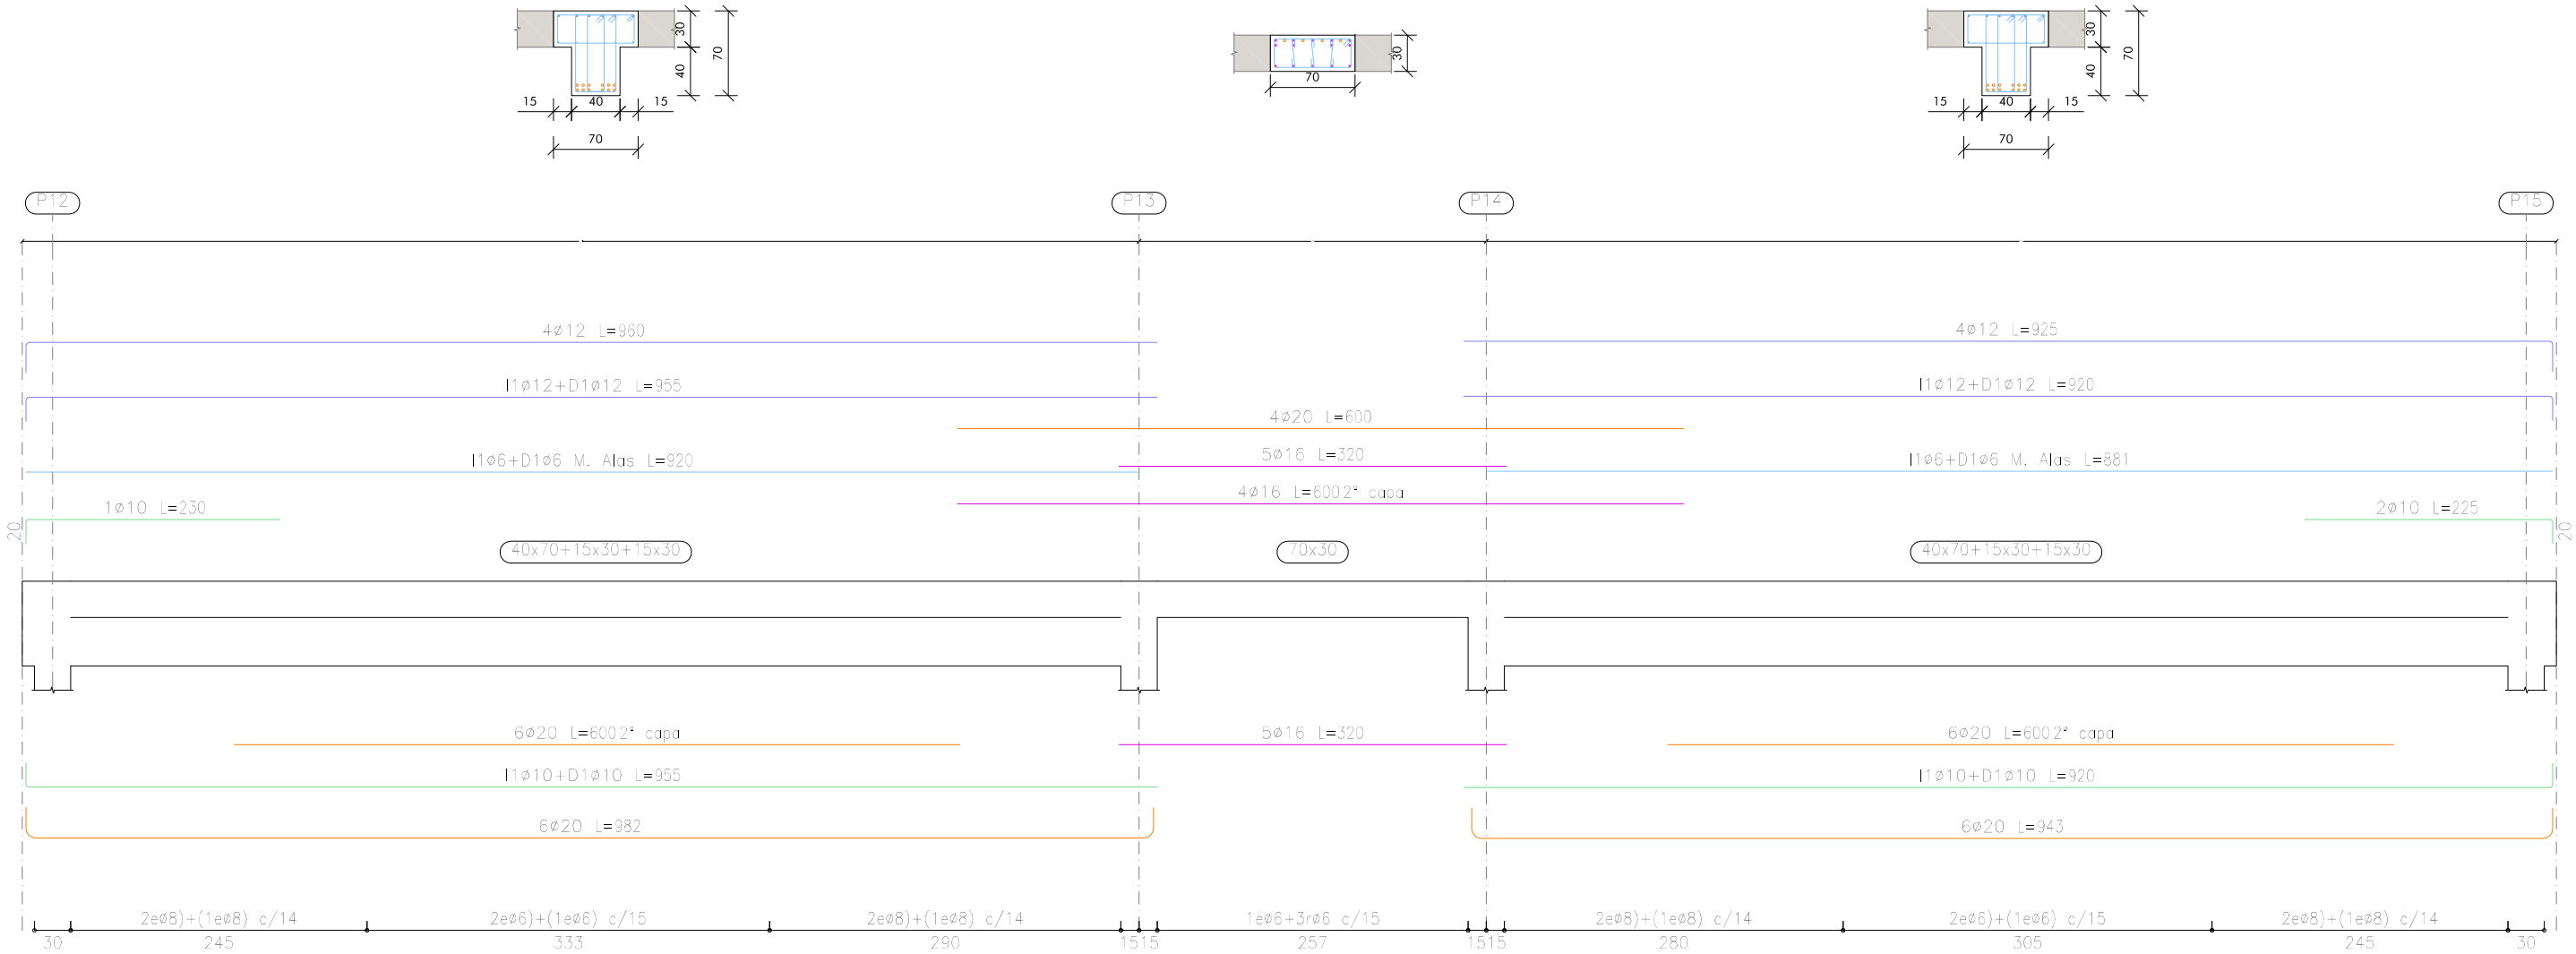 30
40
70
15
40
15
70
30
70
30
40
70
15
40
15
70
P12
P13
P14
P15
4ø12 L=960
4ø12 L=925
I1ø12+D1ø12 L=955
I1ø12+D1ø12 L=920
4ø20 L=600
5ø16 L=320
I1ø6+D1ø6 M. Alas L=920
I1ø6+D1ø6 M. Alas L=881
4ø16 L=600 2ª capa
1ø10 L=230
2ø10 L=225
20
20
40x70+15x30+15x30
70x30
40x70+15x30+15x30
6ø20 L=600 2ª capa
5ø16 L=320
6ø20 L=600 2ª capa
I1ø10+D1ø10 L=955
I1ø10+D1ø10 L=920
6ø20 L=982
6ø20 L=943
2eø8)+(1eø8) c/14
2eø6)+(1eø6) c/15
2eø8)+(1eø8) c/14
1eø6+3rø6 c/15
2eø8)+(1eø8) c/14
2eø6)+(1eø6) c/15
2eø8)+(1eø8) c/14
30
245
333
290
15 15
257
15 15
280
305
245
30